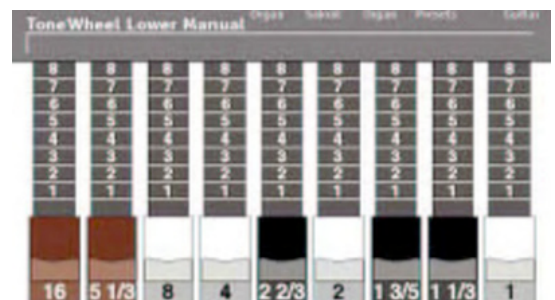 ToneWheel Lower Manual
Organ Organ Presets Guitar
8 8 8 8 8 8 8 8 8
7 7 7 7 7 7 7 7 7
6 6 6 6 6 6 6 6 6
5 5 5 5 5 5 5 5 5
4 4 4 4 4 4 4 4 4
3 3 3 3 3 3 3 3 3
2 2 2 2 2 2 2 2 2
1 1 1 1 1 1 1 1 1
16 5 1/3 8 4 2 2/3 2 1 3/5 1 1/3 1